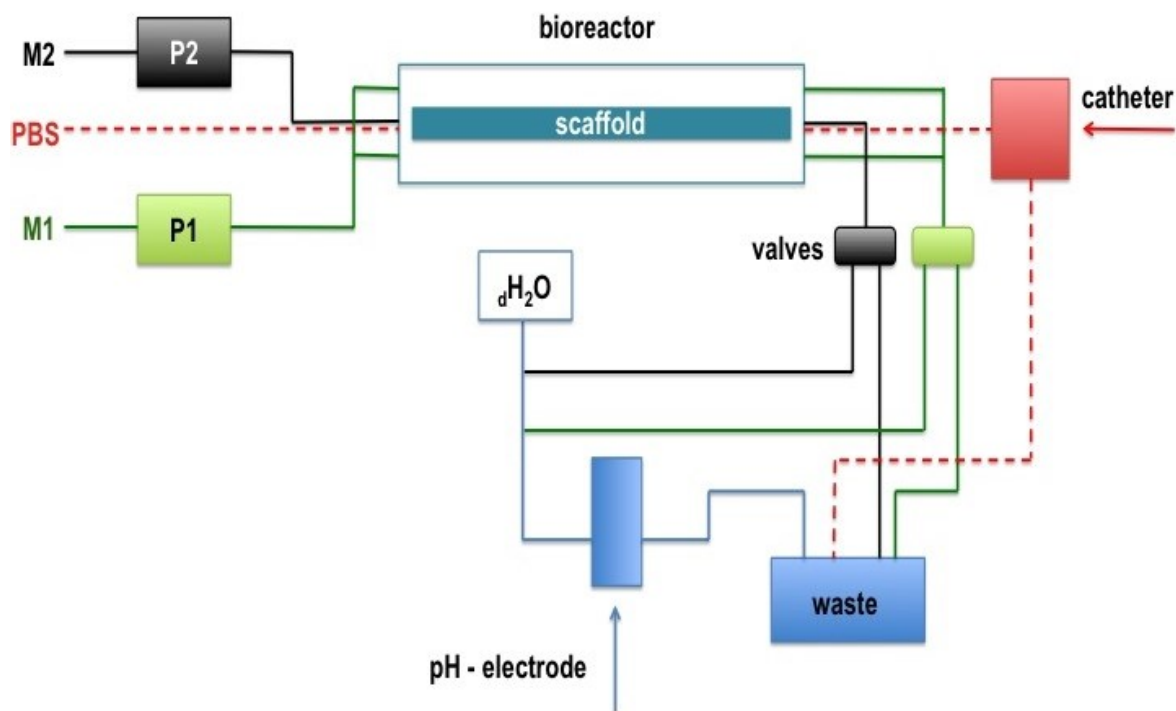 bioreactor
M2
P2
catheter
PBS
scaffold
M1
P1
valves
dH₂O
waste
pH - electrode